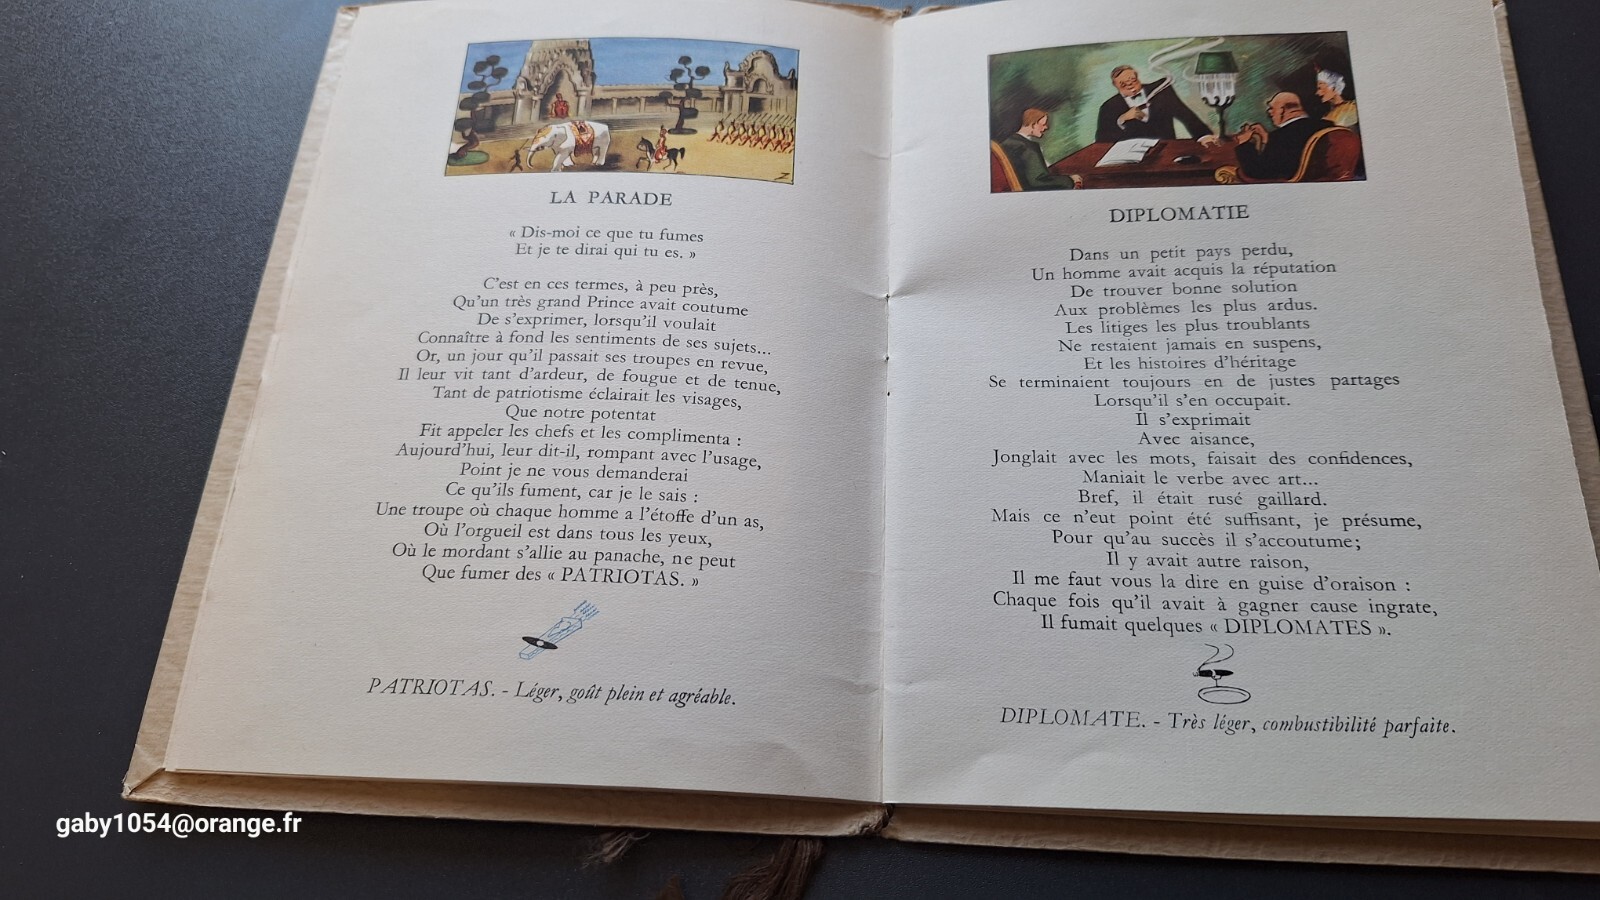 LA PARADE
« Dis-moi ce que tu fumes
Et je te dirai qui tu es. »
C'est en ces termes, à peu près,
Qu'un très grand Prince avait coutume
De s'exprimer, lorsqu'il voulait
Connaître à fond les sentiments de ses sujets...
Or, un jour qu'il passait ses troupes en revue,
Il leur vit tant d'ardeur, de fougue et de tenue,
Tant de patriotisme éclairait les visages,
Que notre potentat
Fit appeler les chefs et les complimenta :
Aujourd'hui, leur dit-il, rompant avec l'usage,
Point je ne vous demanderai
Ce qu'ils fument, car je le sais :
Une troupe où chaque homme a l'étoffe d'un as,
Où l'orgueil est dans tous les yeux,
Où le mordant s'allie au panache, ne peut
Que fumer des « PATRIOTAS. »
PATRIOTAS. - Léger, goût plein et agréable.
DIPLOMATIE
Dans un petit pays perdu,
Un homme avait acquis la réputation
De trouver bonne solution
Aux problèmes les plus ardus.
Les litiges les plus troublants
Ne restaient jamais en suspens,
Et les histoires d'héritage
Se terminaient toujours en de justes partages
Lorsqu'il s'en occupait.
Il s'exprimait
Avec aisance,
Jonglait avec les mots, faisait des confidences,
Maniait le verbe avec art...
Bref, il était rusé gaillard.
Mais ce n'eut point été suffisant, je présume,
Pour qu'au succès il s'accoutume;
Il y avait autre raison,
Il me faut vous la dire en guise d'oraison :
Chaque fois qu'il avait à gagner cause ingrate,
Il fumait quelques « DIPLOMATES ».
DIPLOMATE. - Très léger, combustibilité parfaite.
gaby1054@orange.fr